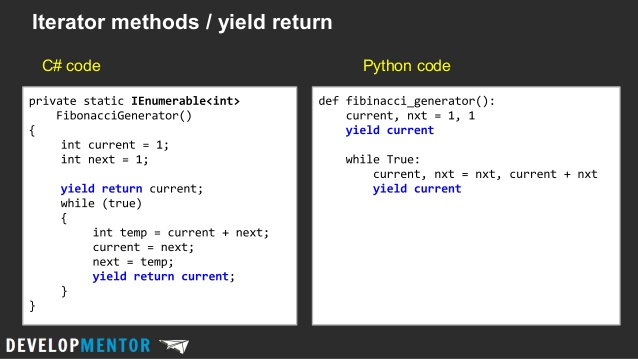 Iterator methods / yield return
C# code
private static IEnumerable<int>
FibonacciGenerator()
{
int current = 1;
int next = 1;
yield return current;
while (true)
{
int temp = current + next;
current = next;
next = temp;
yield return current;
}
}
Python code
def fibinacci_generator():
current, nxt = 1, 1
yield current
while True:
current, nxt = nxt, current + nxt
yield current
DEVELOPMENTOR